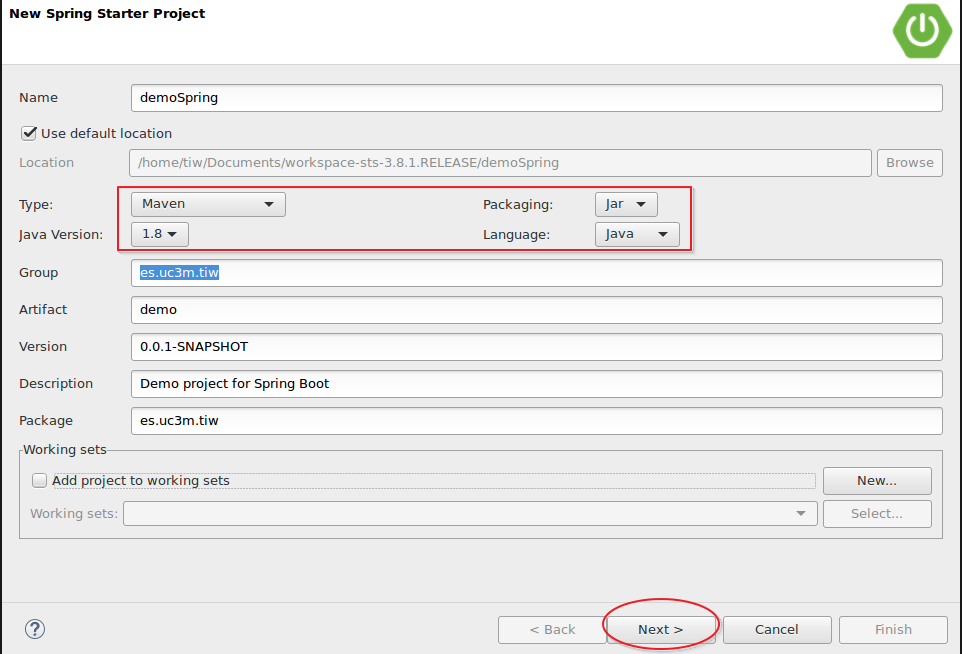 New Spring Starter Project
Name demoSpring
Use default location
Location /home/tiw/Documents/workspace-sts-3.8.1.RELEASE/demoSpring Browse
Type: Maven Packaging: Jar
Java Version: 1.8 Language: Java
Group es.uc3m.tiw
Artifact demo
Version 0.0.1-SNAPSHOT
Description Demo project for Spring Boot
Package es.uc3m.tiw
Working sets
Add project to working sets New...
Working sets: Select...
? < Back Next > Cancel Finish